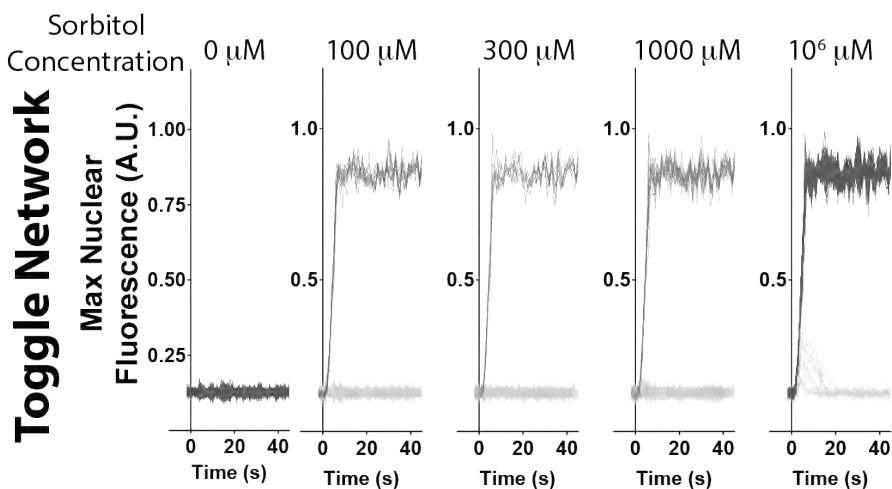 Sorbitol
Concentration
0 μM
100 μM
300 μM
1000 μM
10⁶ μM
Toggle Network
Max Nuclear
Fluorescence (A.U.)
1.00
0.75
0.50
0.25
0 20 40
Time (s)
1.0
0.5
0 20 40
Time (s)
1.0
0.5
0 20 40
Time (s)
1.0
0.5
0 20 40
Time (s)
1.0
0.5
0 20 40
Time (s)